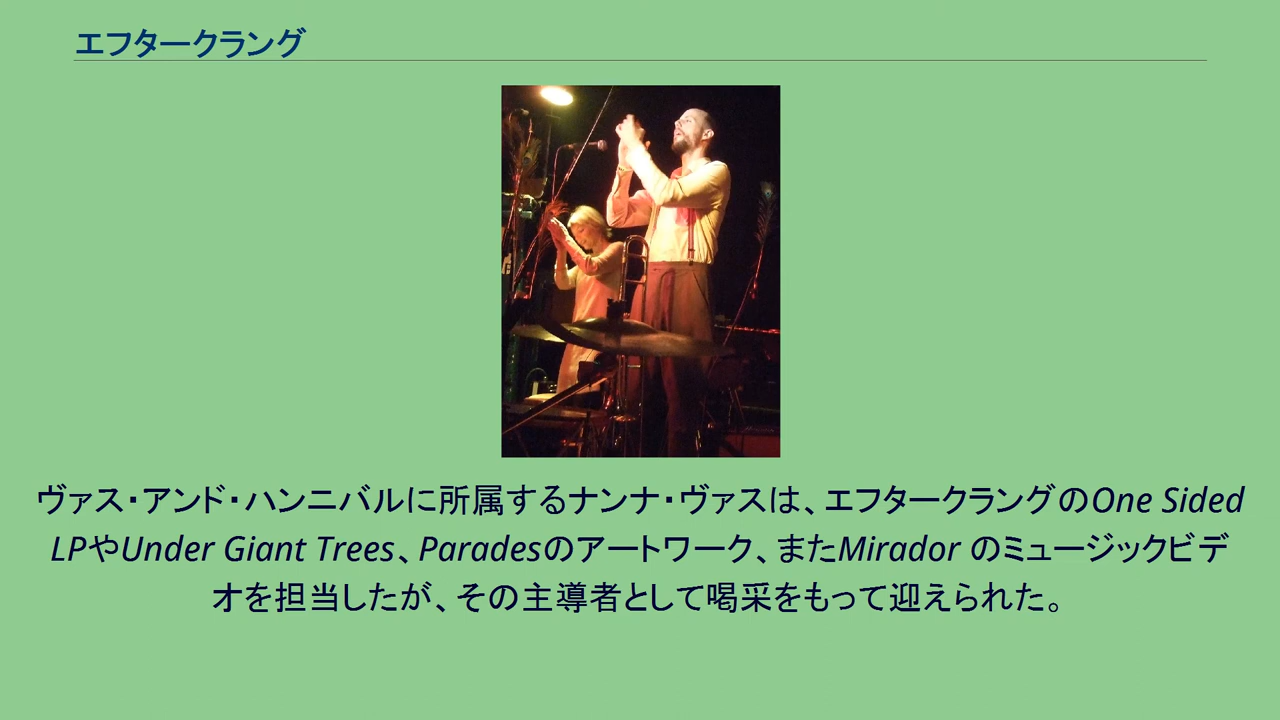 エフタークラング
ヴァス・アンド・ハンニバルに所属するナンナ・ヴァスは、エフタークラングのOne Sided
LPやUnder Giant Trees、Paradesのアートワーク、またMirador のミュージックビデ
オを担当したが、その主導者として喝采をもって迎えられた。